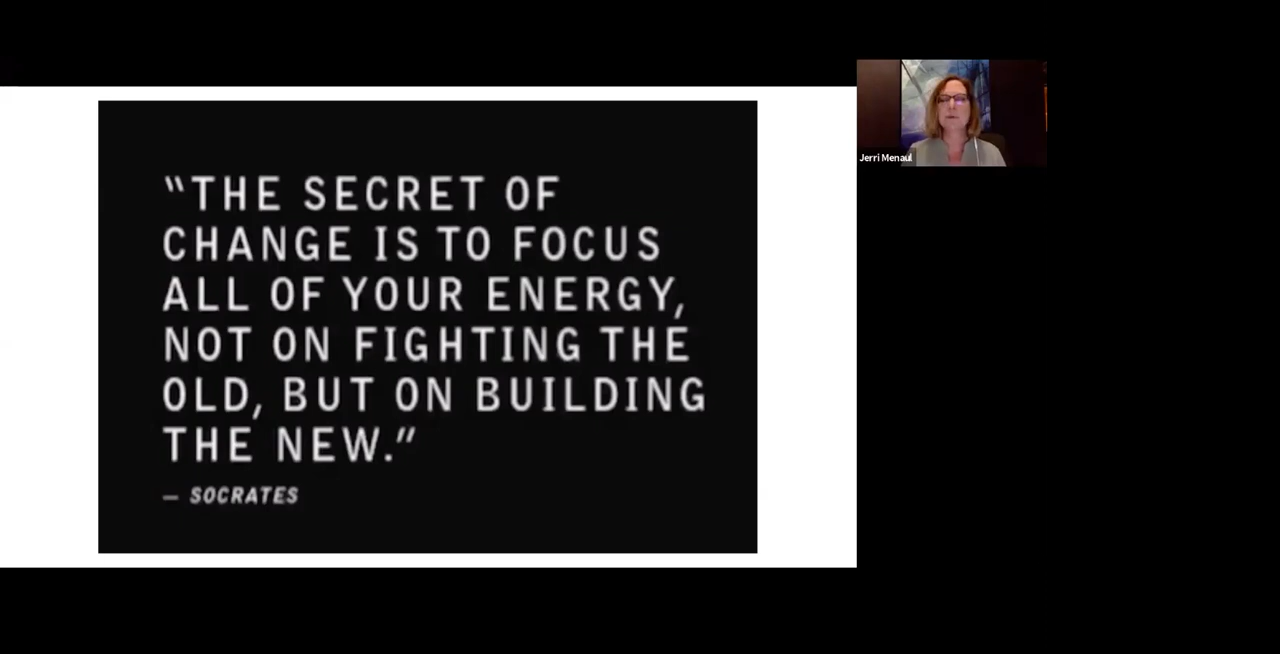 “THE SECRET OF
CHANGE IS TO FOCUS
ALL OF YOUR ENERGY,
NOT ON FIGHTING THE
OLD, BUT ON BUILDING
THE NEW.”
— SOCRATES
Jerri Menaul